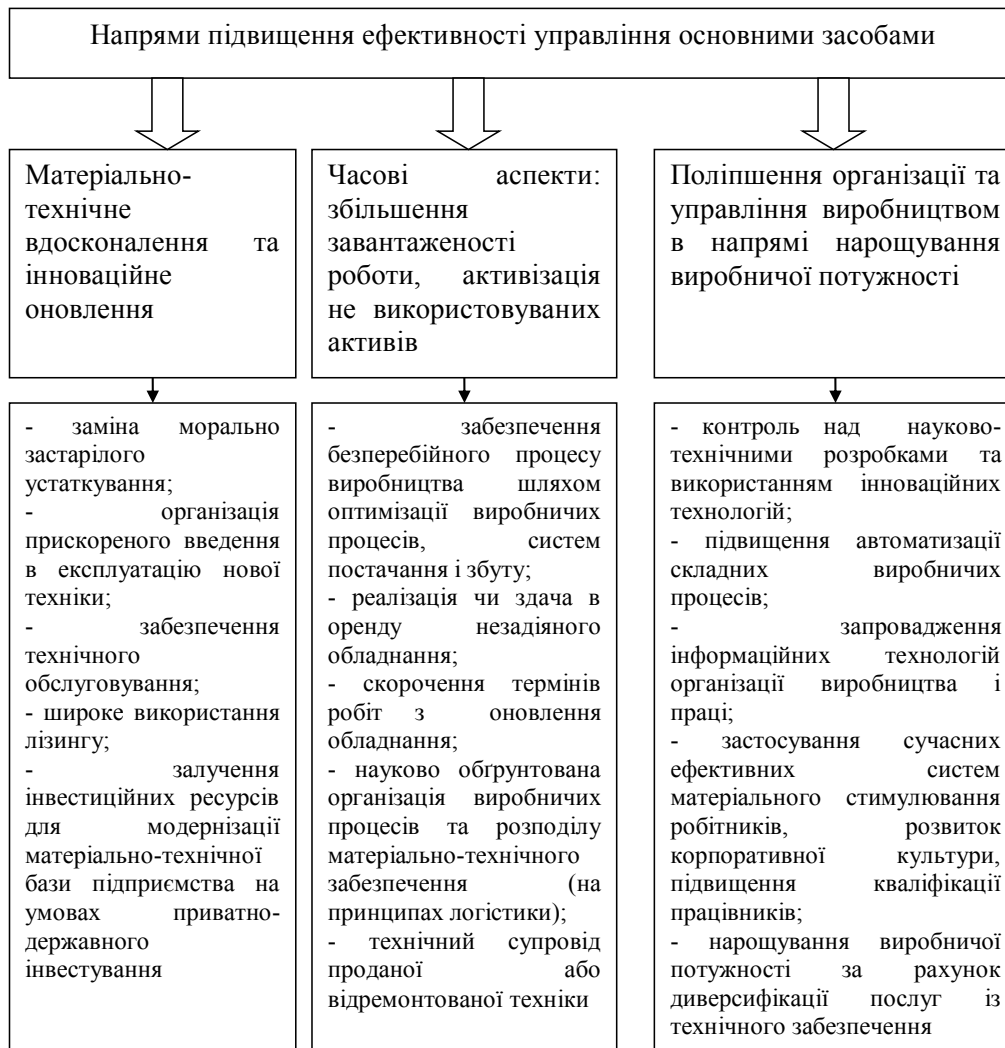 Напрями підвищення ефективності управління основними засобами
Матеріально-
технічне
вдосконалення та
інноваційне
оновлення
Часові аспекти:
збільшення
завантаженості
роботи, активізація
не використовуваних
активів
Поліпшення організації та
управління виробництвом
в напрямі нарощування
виробничої потужності
- заміна морально
застарілого
устаткування;
- організація
прискореного введення
в експлуатацію нової
техніки;
- забезпечення
технічного
обслуговування;
- широке використання
лізингу;
- залучення
інвестиційних ресурсів
для модернізації
матеріально-технічної
бази підприємства на
умовах приватно-
державного
інвестування
- забезпечення
безперебійного процесу
виробництва шляхом
оптимізації виробничих
процесів, систем
постачання і збуту;
- реалізація чи здача в
оренду незадіяного
обладнання;
- скорочення термінів
робіт з оновлення
обладнання;
- науково обґрунтована
організація виробничих
процесів та розподілу
матеріально-технічного
забезпечення (на
принципах логістики);
- технічний супровід
проданої або
відремонтованої техніки
- контроль над науково-
технічними розробками та
використанням інноваційних
технологій;
- підвищення автоматизації
складних виробничих
процесів;
- запровадження
інформаційних технологій
організації виробництва і
праці;
- застосування сучасних
ефективних систем
матеріального стимулювання
робітників, розвиток
корпоративної культури,
підвищення кваліфікації
працівників;
- нарощування виробничої
потужності за рахунок
диверсифікації послуг із
технічного забезпечення